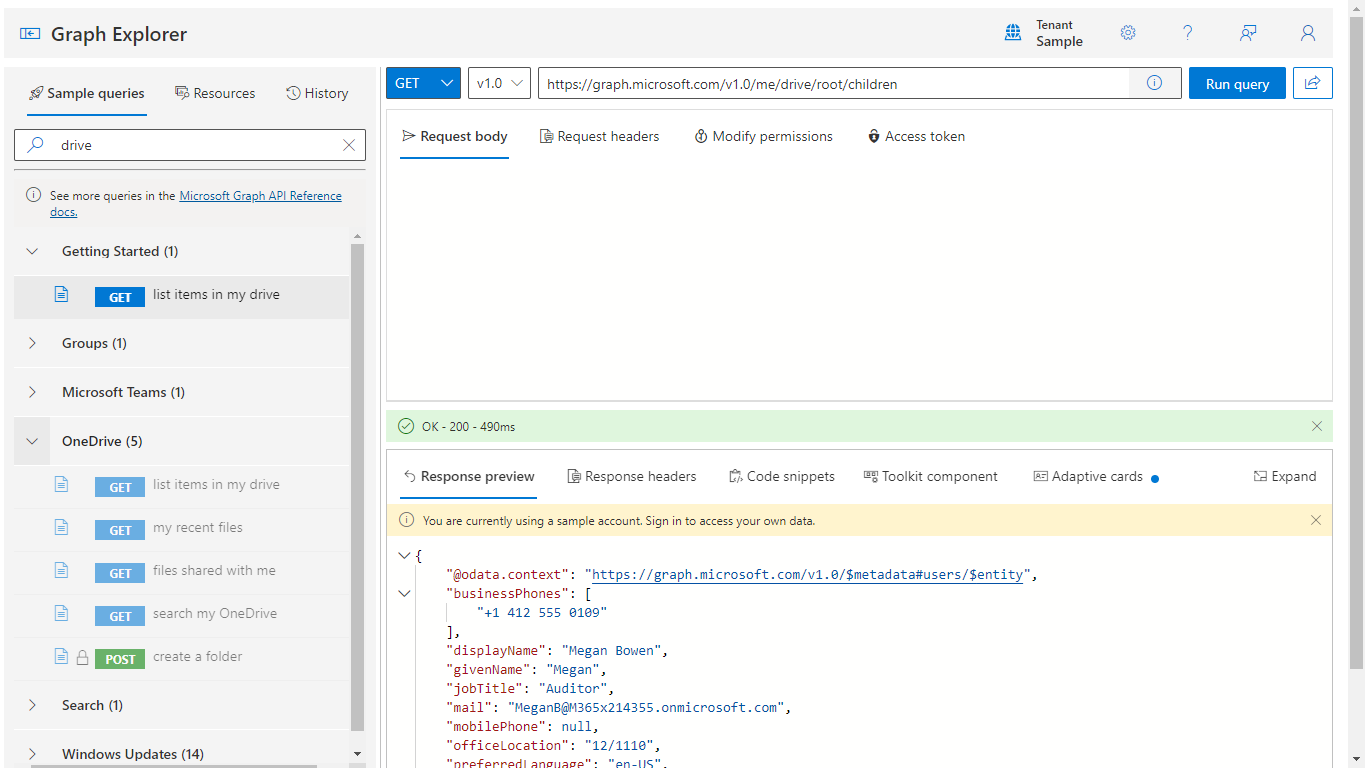 Graph Explorer
Tenant
Sample
Sample queries
Resources
History
drive
See more queries in the Microsoft Graph API Reference
docs.
Getting Started (1)
GET list items in my drive
Groups (1)
Microsoft Teams (1)
OneDrive (5)
GET list items in my drive
GET my recent files
GET files shared with me
GET search my OneDrive
POST create a folder
Search (1)
Windows Updates (14)
GET
v1.0
https://graph.microsoft.com/v1.0/me/drive/root/children
Run query
Request body
Request headers
Modify permissions
Access token
OK - 200 - 490ms
Response preview
Response headers
Code snippets
Toolkit component
Adaptive cards
Expand
You are currently using a sample account. Sign in to access your own data.
{
"@odata.context": "https://graph.microsoft.com/v1.0/$metadata#users/$entity",
"businessPhones": [
"+1 412 555 0109"
],
"displayName": "Megan Bowen",
"givenName": "Megan",
"jobTitle": "Auditor",
"mail": "MeganB@M365x214355.onmicrosoft.com",
"mobilePhone": null,
"officeLocation": "12/1110",
"preferredLanguage": "en-US",